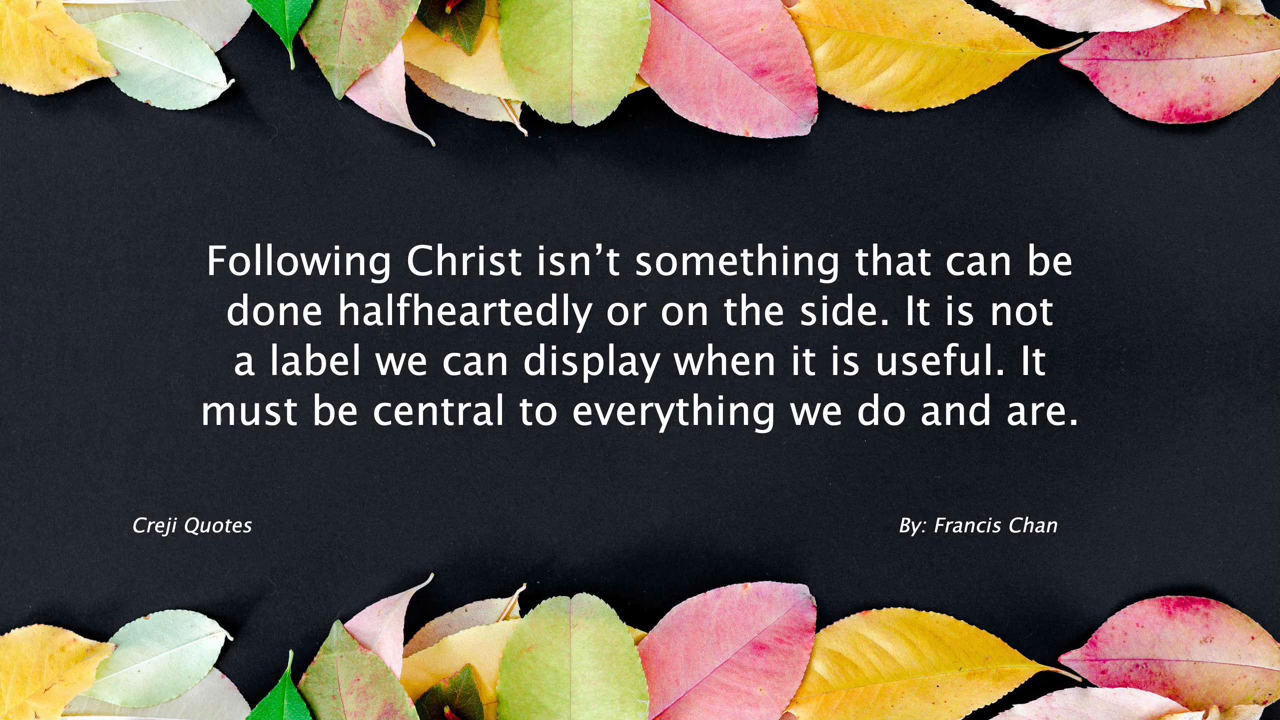 Following Christ isn’t something that can be
done halfheartedly or on the side. It is not
a label we can display when it is useful. It
must be central to everything we do and are.
Creji Quotes
By: Francis Chan